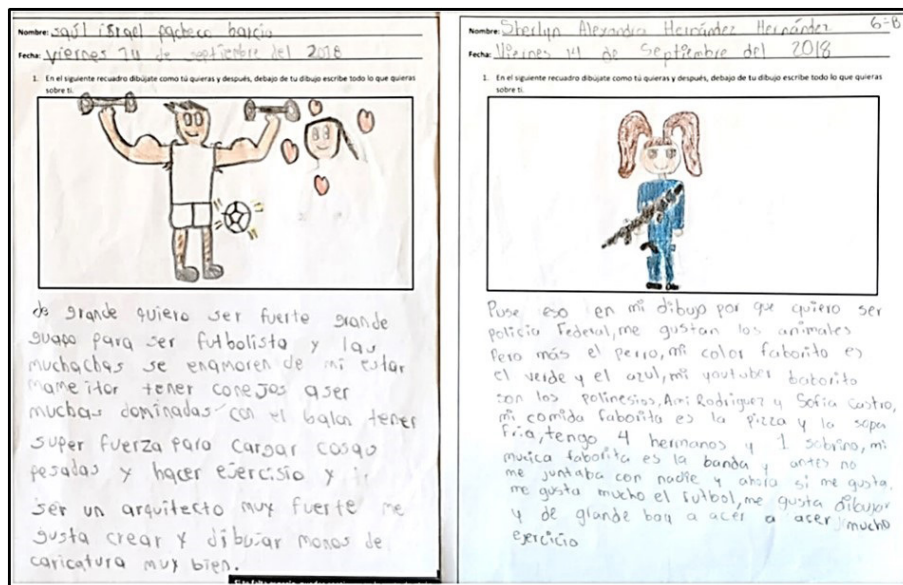 Nombre: saúl israel pacheco barcio
Fecha: viernes 14 de septiembre del 2018
1. En el siguiente recuadro dibújate como tú quieras y después, debajo de tu dibujo escribe todo lo que quieras
sobre ti.
de grande quiero ser fuerte grande
guapo para ser futbolista y las
muchachas se enamoren de mi estar
tener conejos aser
muchas dominadas con el balon tener
super fuerza para cargar cosas
pesadas y hacer ejercisio y ir
ser un arquitecto muy fuerte me
gusta crear y dibujar monos de
caricatura muy bien.
6=B
Nombre: Sherlyn Alexandra Hernández Hernández
Fecha: Viernes 14 de Septiembre del 2018
1. En el siguiente recuadro dibújate como tú quieras y después, debajo de tu dibujo escribe todo lo que quieras
sobre ti.
Puse eso en mi dibujo por que quiero ser
policía Federal, me gustan los animales
Pero más el perro, mi color faborito es
el verde y el azul, mi youtuber baborito
son los polinesios, Ami Rodriguez y Sofia Castro,
mi comida faborita es la pizza y la sopa
fria, tengo 4 hermanos y 1 sobrino, mi
música faborita es la banda y antes no
me juntaba con nadie y ahora si me gusta,
me gusta mucho el futbol, me gusta dibujar
y de glande boy a acer a aser mucho
ejercicio